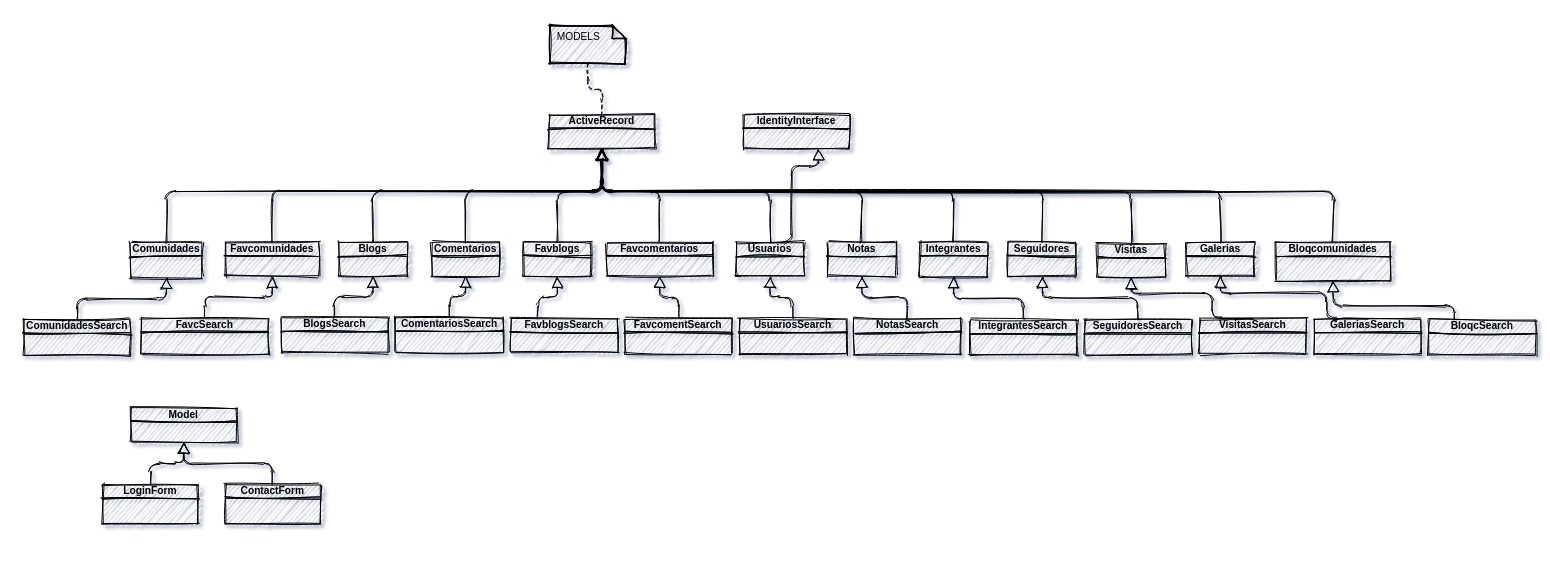 MODELS
ActiveRecord
IdentityInterface
Comunidades
Favcomunidades
Blogs
Comentarios
Favblogs
Favcomentarios
Usuarios
Notas
Integrantes
Seguidores
Visitas
Galerias
Bloqcomunidades
ComunidadesSearch
FavcSearch
BlogsSearch
ComentariosSearch
FavblogsSearch
FavcomentSearch
UsuariosSearch
NotasSearch
IntegrantesSearch
SeguidoresSearch
VisitasSearch
GaleriasSearch
BloqcSearch
Model
LoginForm
ContactForm